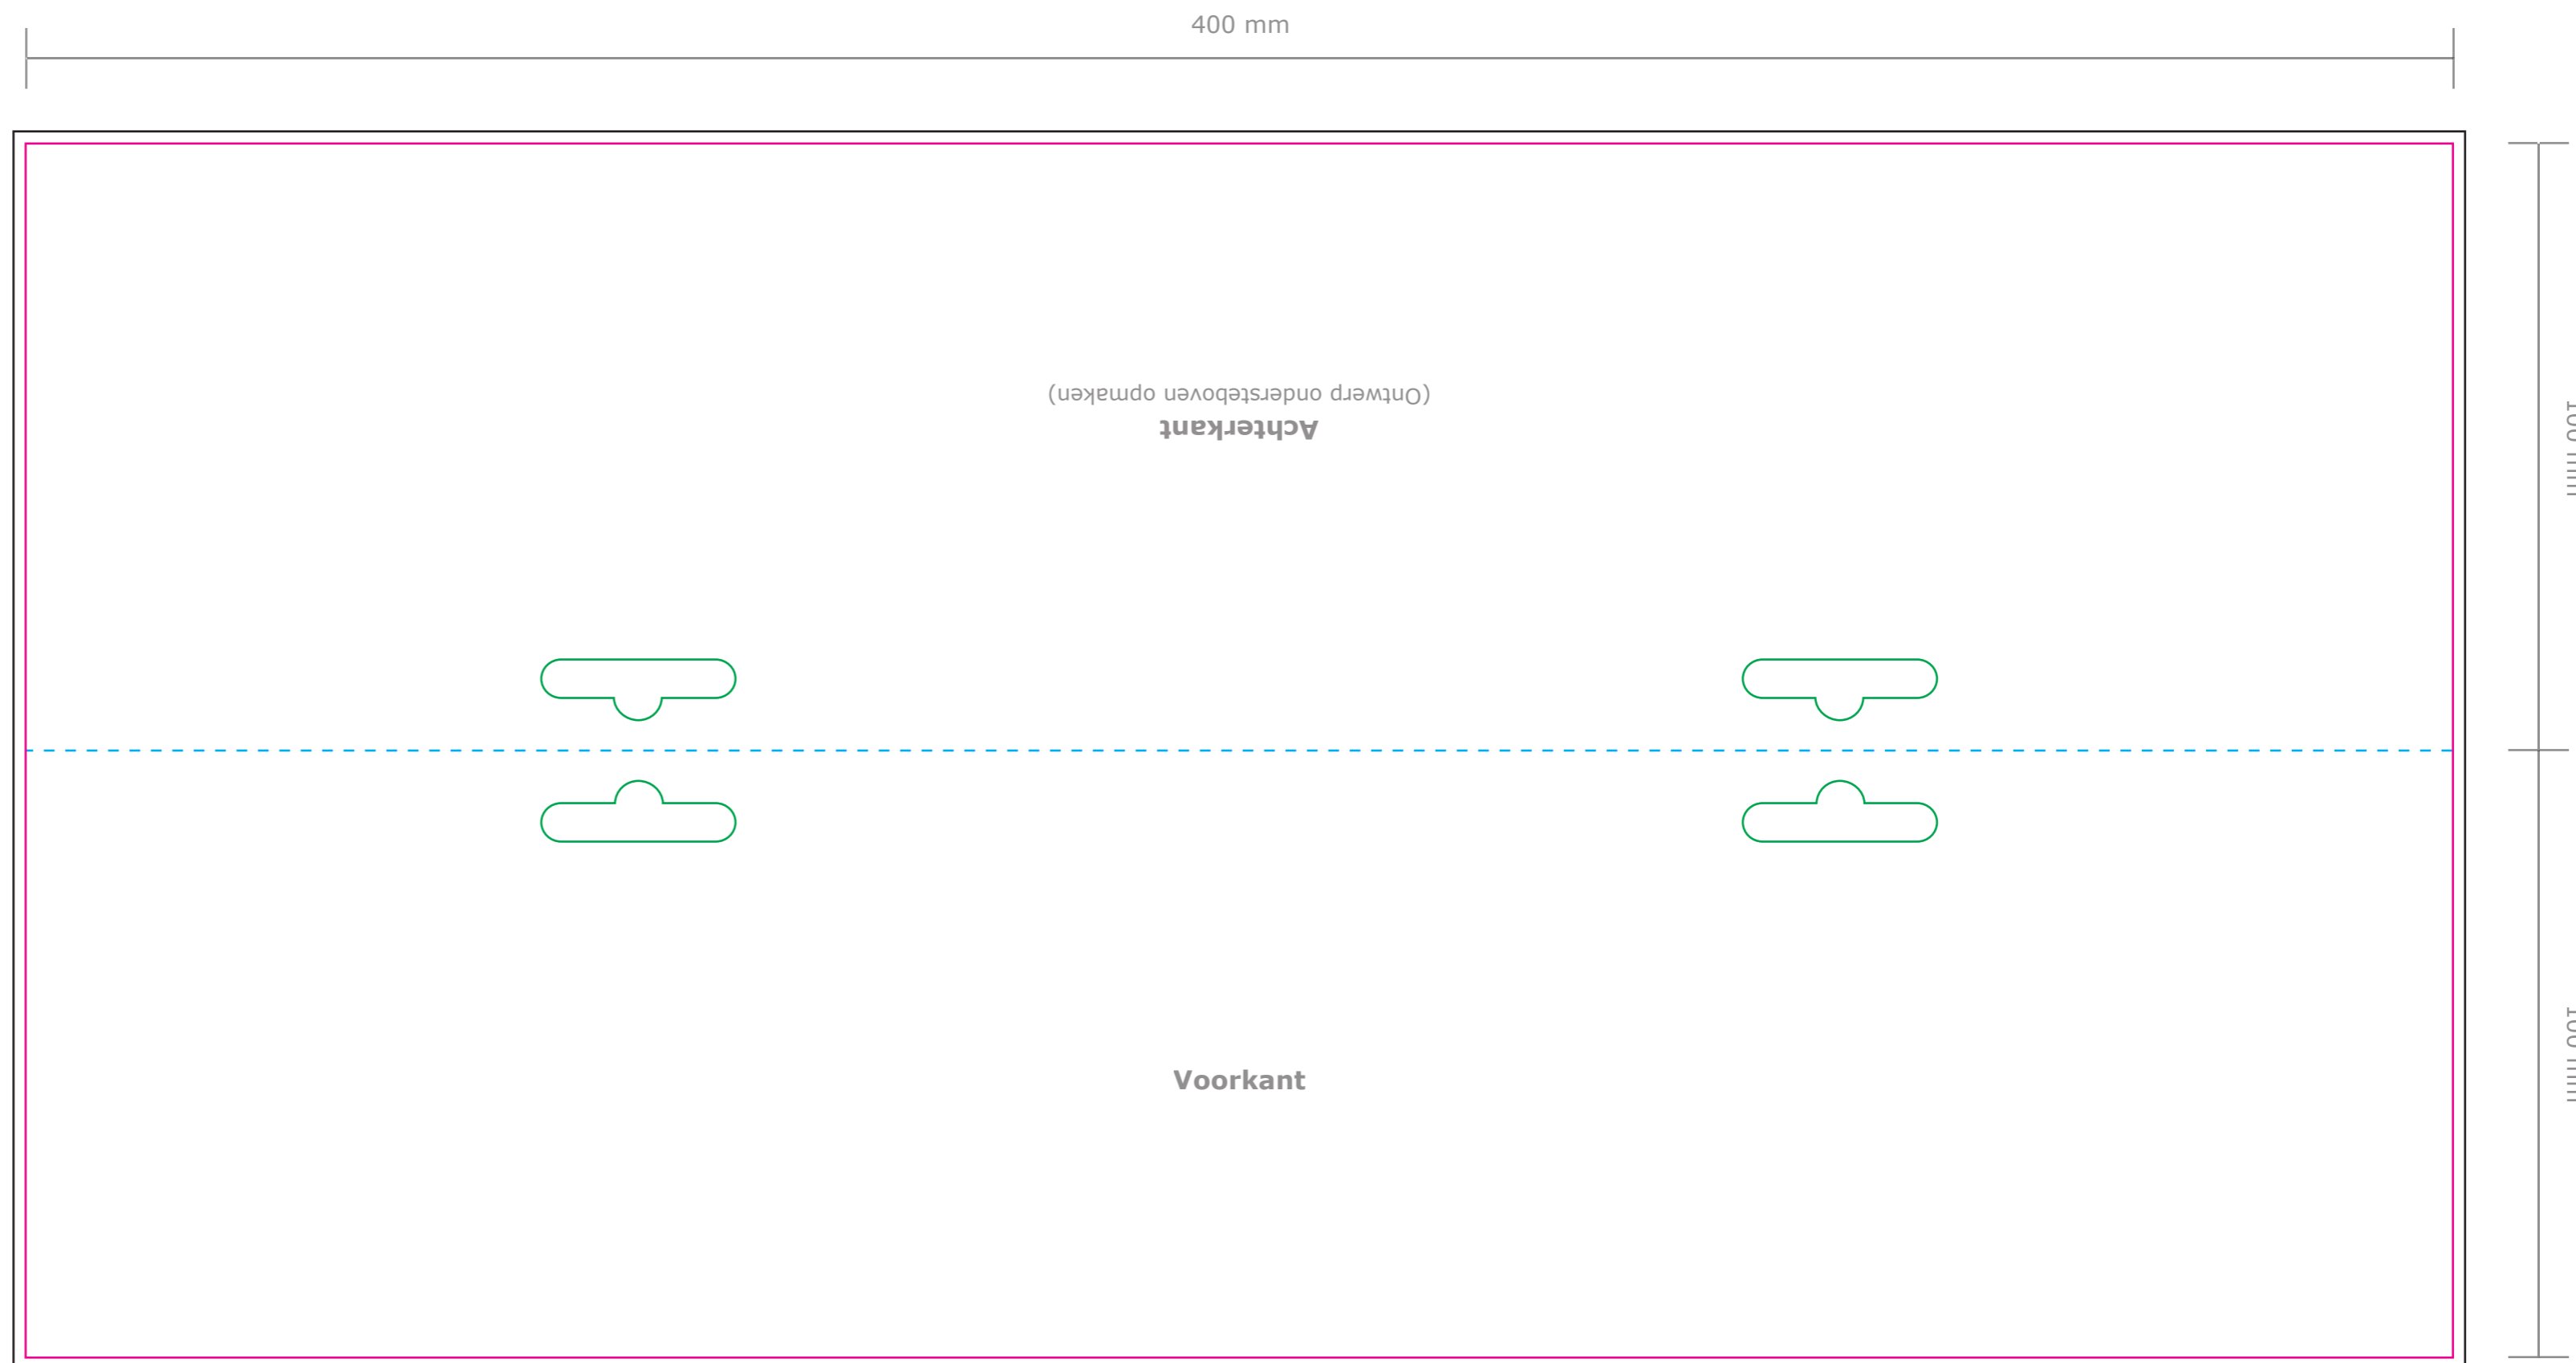 400 mm
(Ontwerp ondersteboven opmaken)
Achterkant
100 mm
Voorkant
100 mm